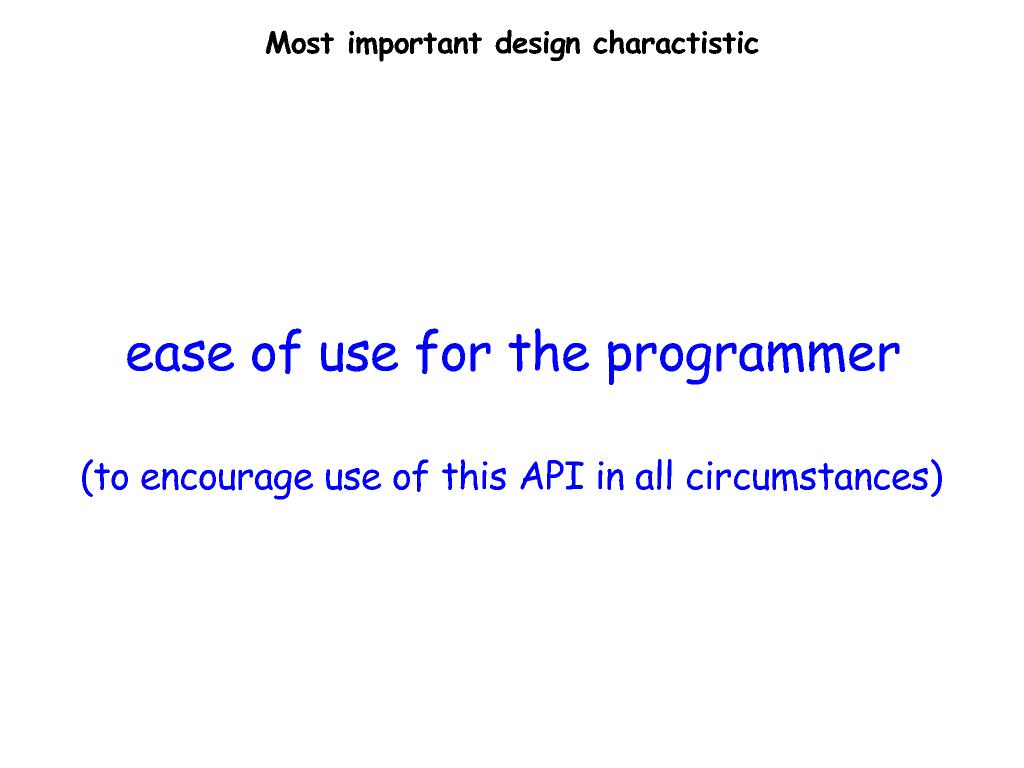 Most important design charactistic
ease of use for the programmer
(to encourage use of this API in all circumstances)